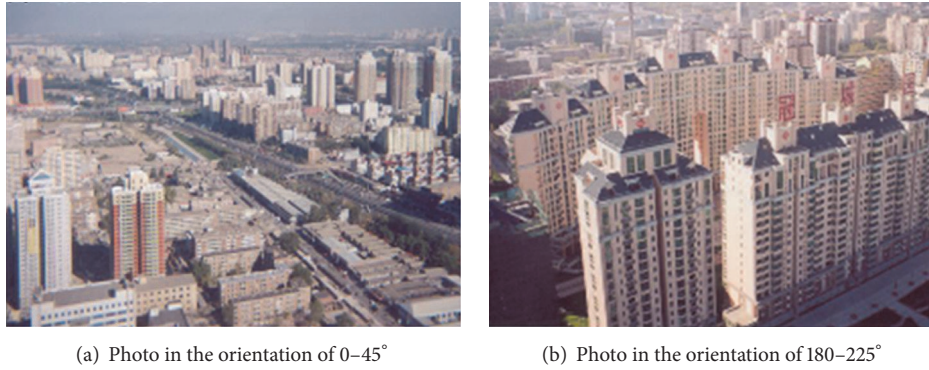 (a) Photo in the orientation of 0–45°
(b) Photo in the orientation of 180–225°